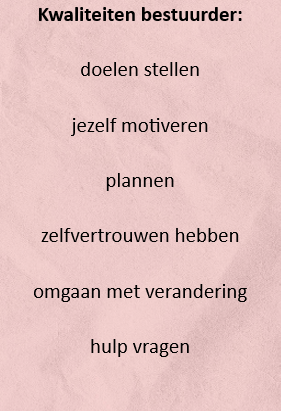 Kwaliteiten bestuurder:
doelen stellen
jezelf motiveren
plannen
zelfvertrouwen hebben
omgaan met verandering
hulp vragen